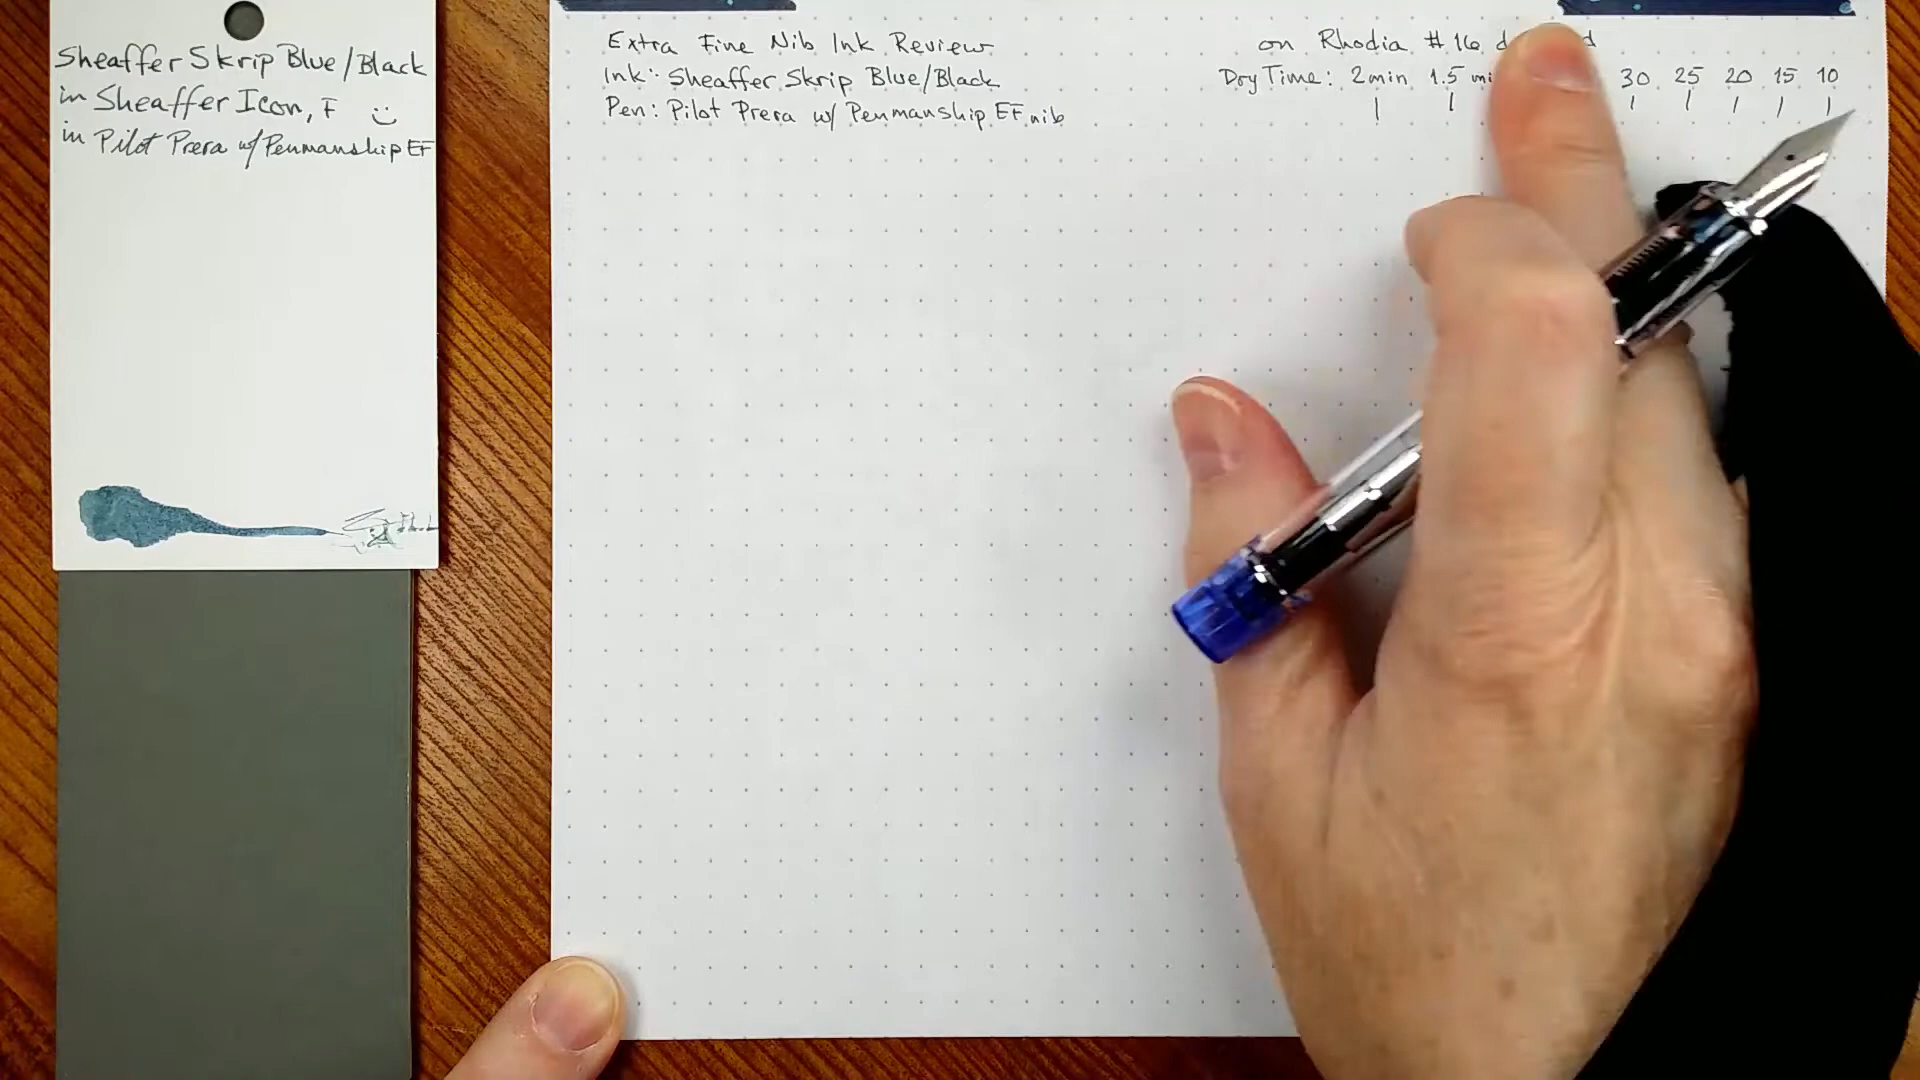 Sheaffer Skrip Blue/Black
in Sheaffer Icon, F
in Pilot Prera w/ Penmanship EF
Extra Fine Nib Ink Review
Ink: Sheaffer Skrip Blue/Black
Pen: Pilot Prera w/ Penmanship EF nib
on Rhodia #16
Dry Time: 2min 1.5 30 25 20 15 10